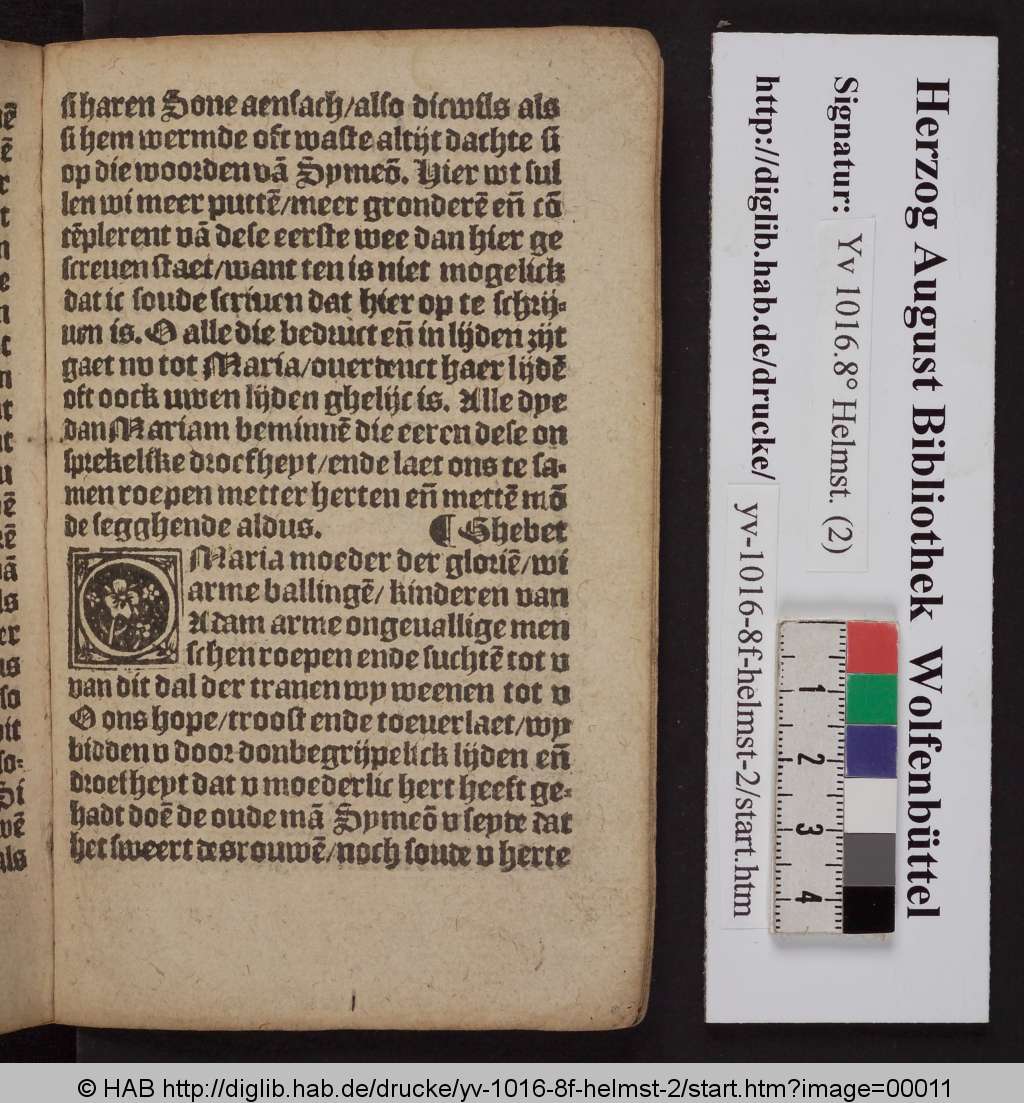 si haren Sone aensach/also dicwils als
si hem wermde oft waste altijt dachte si
op die woorden vā Symeō. Hier wt sul
len wi meer puttē/meer gronderē eñ cō
tēplerent vā dese eerste wee dan hier ge
screuen staet/want ten is niet mogelick
dat ic soude scriuen dat hier op te schrij-
uen is. O alle die bedruct eñ in lijden zijt
gaet nv tot Maria/ouerdenct haer lijdē
oft oock uwen lijden ghelijc is. Alle dye
dan Mariam beminnē die eeren dese on
sprekelike droefheyt/ende laet ons te sa-
men roepen metter herten eñ mettē mō
de segghende aldus. ¶ Ghebet
O Maria moeder der gloriē/wi
arme ballingē/ kinderen van
Adam arme ongeuallige men
schen roepen ende suchtē tot v
van dit dal der tranen wy weenen tot v
O ons hope/troost ende toeuerlaet/wy
bidden v door donbegrijpelick lijden eñ
droefheyt dat v moederlic hert heeft ge-
hadt doē de oude mā Symeō v seyde dat
het sweert des rouwē/noch soude v herte
Herzog August Bibliothek Wolfenbüttel
Signatur: Yv 1016.8° Helmst. (2)
http://diglib.hab.de/drucke/ yv-1016-8f-helmst-2/start.htm
1 2 3 4
© HAB http://diglib.hab.de/drucke/yv-1016-8f-helmst-2/start.htm?image=00011